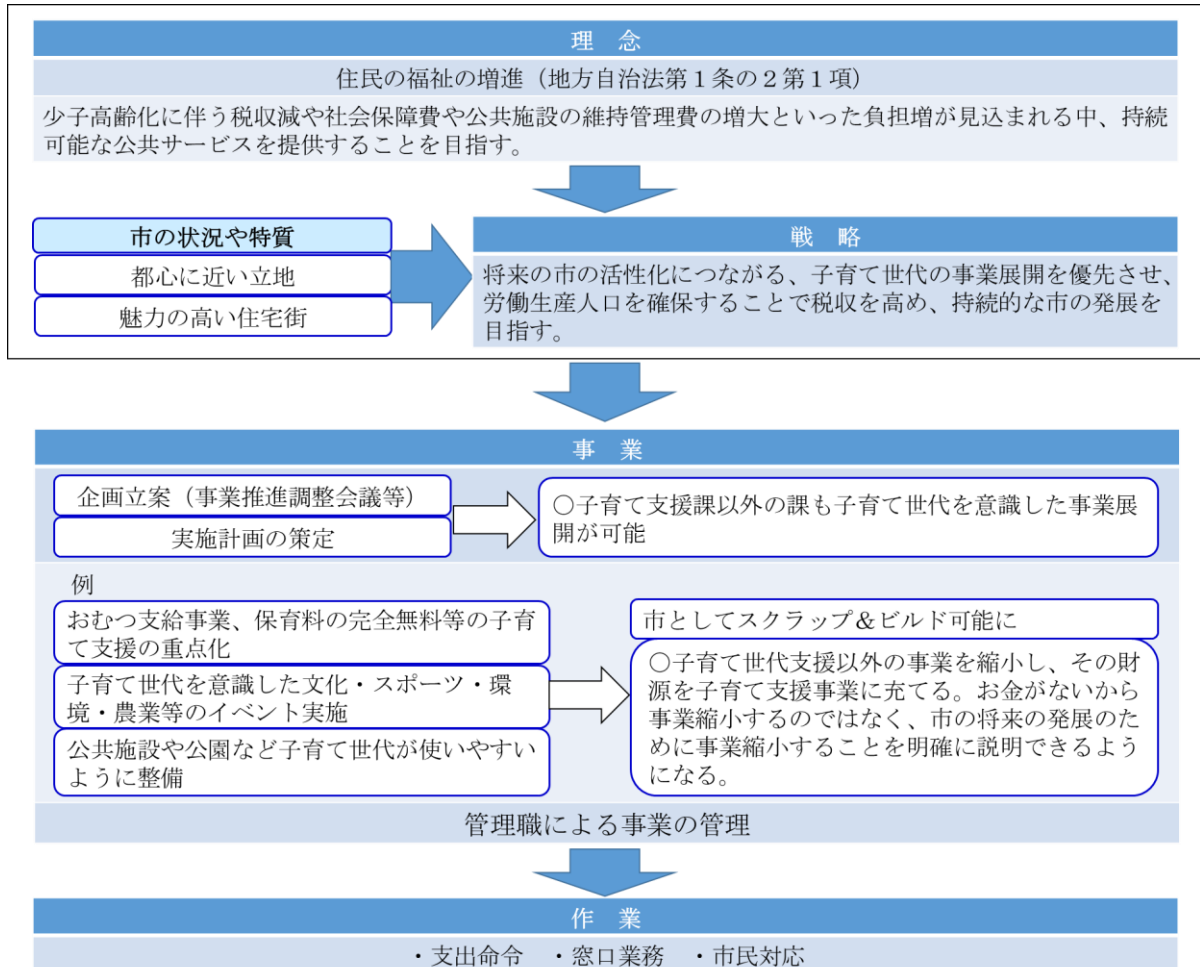 理　念
住民の福祉の増進（地方自治法第１条の２第１項）
少子高齢化に伴う税収減や社会保障費や公共施設の維持管理費の増大といった負担増が見込まれる中、持続
可能な公共サービスを提供することを目指す。
市の状況や特質
都心に近い立地
魅力の高い住宅街
戦　略
将来の市の活性化につながる、子育て世代の事業展開を優先させ、
労働生産人口を確保することで税収を高め、持続的な市の発展を
目指す。
事　業
企画立案（事業推進調整会議等）
実施計画の策定
○子育て支援課以外の課も子育て世代を意識した事業展
開が可能
例
おむつ支給事業、保育料の完全無料等の子育
て支援の重点化
子育て世代を意識した文化・スポーツ・環
境・農業等のイベント実施
公共施設や公園など子育て世代が使いやすい
ように整備
市としてスクラップ＆ビルド可能に
○子育て世代支援以外の事業を縮小し、その財
源を子育て支援事業に充てる。お金がないから
事業縮小するのではなく、市の将来の発展のた
めに事業縮小することを明確に説明できるよう
になる。
管理職による事業の管理
作　業
・支出命令　・窓口業務　・市民対応